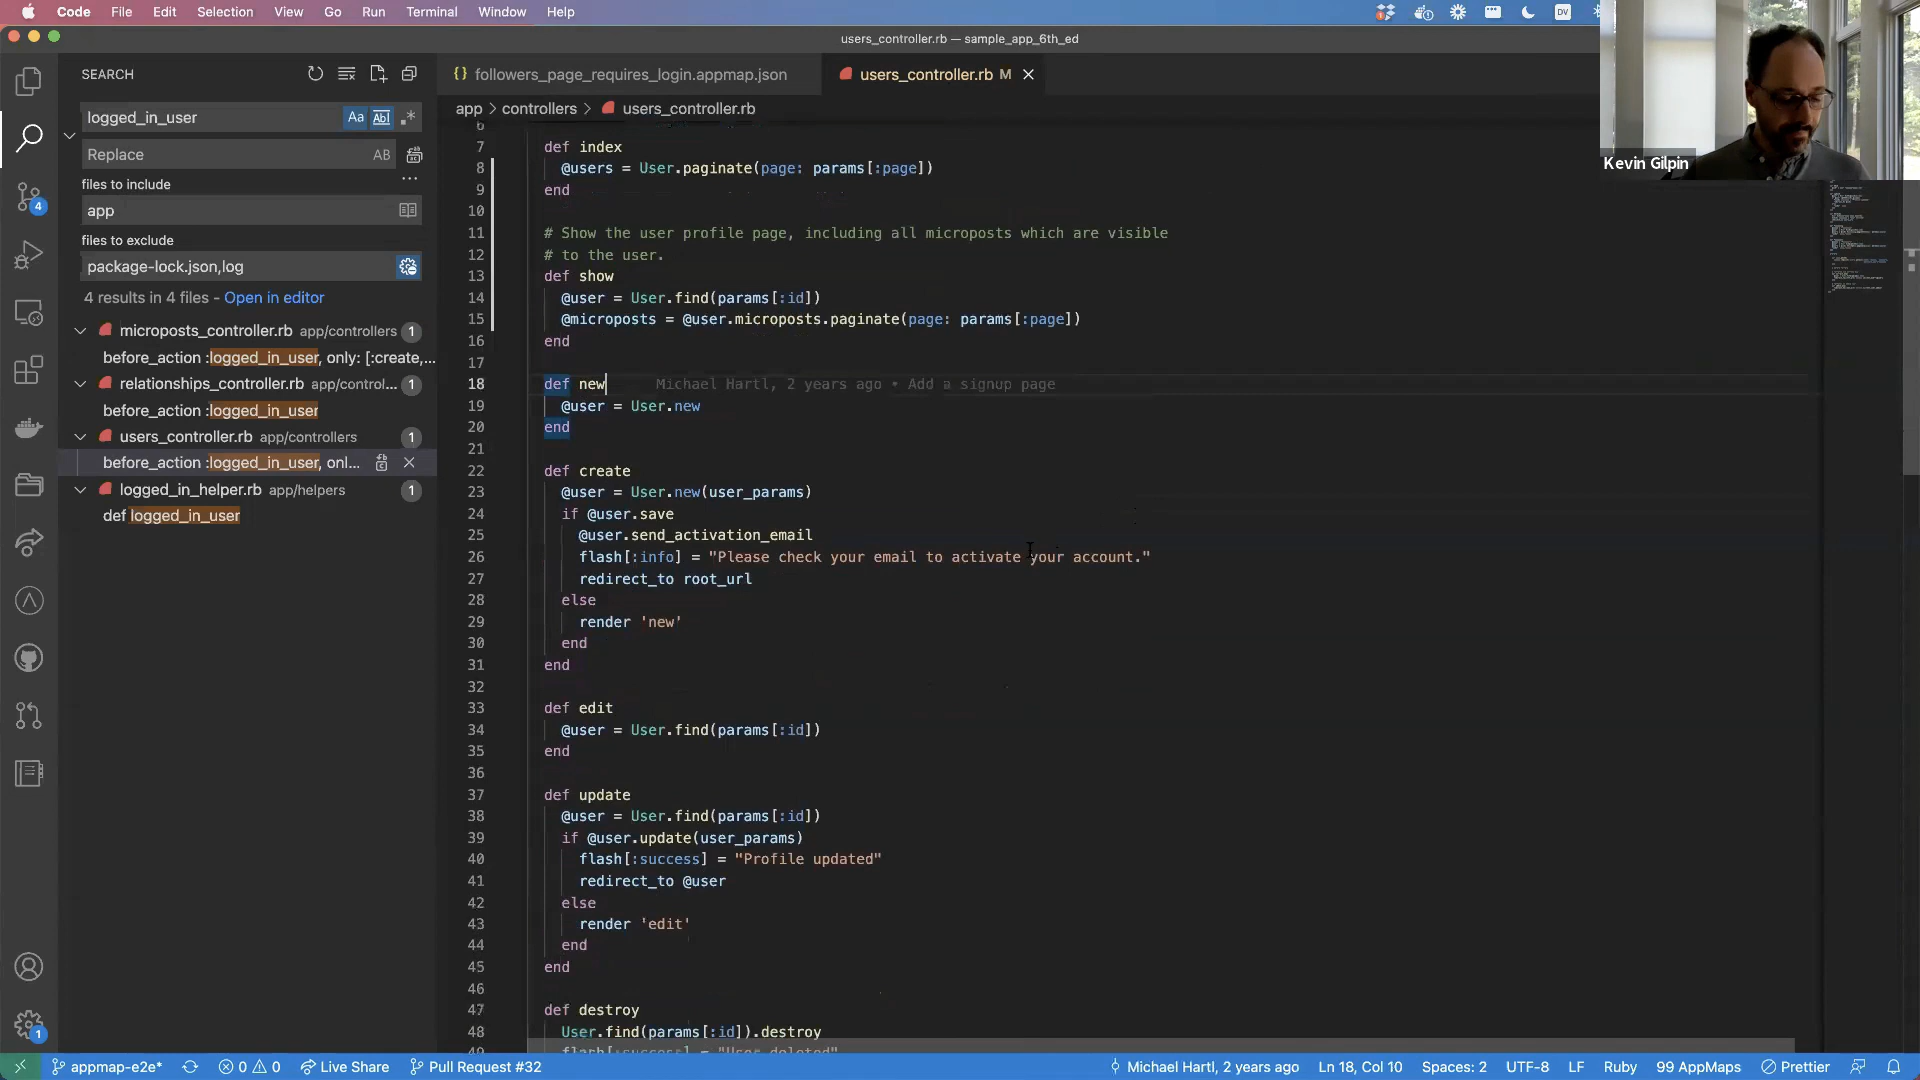 Code File Edit Selection View Go Run Terminal Window Help
DV
users_controller.rb — sample_app_6th_ed
SEARCH
logged_in_user
Aa
Abl
Replace
AB
files to include
app
files to exclude
package-lock.json,log
4 results in 4 files - Open in editor
microposts_controller.rb app/controllers 1
before_action :logged_in_user, only: [:create,...
relationships_controller.rb app/control... 1
before_action :logged_in_user
users_controller.rb app/controllers 1
before_action :logged_in_user, onl...
logged_in_helper.rb app/helpers 1
def logged_in_user
4
1
{} followers_page_requires_login.appmap.json
users_controller.rb M
app > controllers > users_controller.rb
6
7 def index
8 @users = User.paginate(page: params[:page])
9 end
10
11 # Show the user profile page, including all microposts which are visible
12 # to the user.
13 def show
14 @user = User.find(params[:id])
15 @microposts = @user.microposts.paginate(page: params[:page])
16 end
17
18 def new Michael Hartl, 2 years ago • Add a signup page
19 @user = User.new
20 end
21
22 def create
23 @user = User.new(user_params)
24 if @user.save
25 @user.send_activation_email
26 flash[:info] = "Please check your email to activate your account."
27 redirect_to root_url
28 else
29 render 'new'
30 end
31 end
32
33 def edit
34 @user = User.find(params[:id])
35 end
36
37 def update
38 @user = User.find(params[:id])
39 if @user.update(user_params)
40 flash[:success] = "Profile updated"
41 redirect_to @user
42 else
43 render 'edit'
44 end
45 end
46
47 def destroy
48 User.find(params[:id]).destroy
49 flash[:success] = "User deleted"
Kevin Gilpin
appmap-e2e* 0 0 Live Share Pull Request #32 Michael Hartl, 2 years ago Ln 18, Col 10 Spaces: 2 UTF-8 LF Ruby 99 AppMaps Prettier